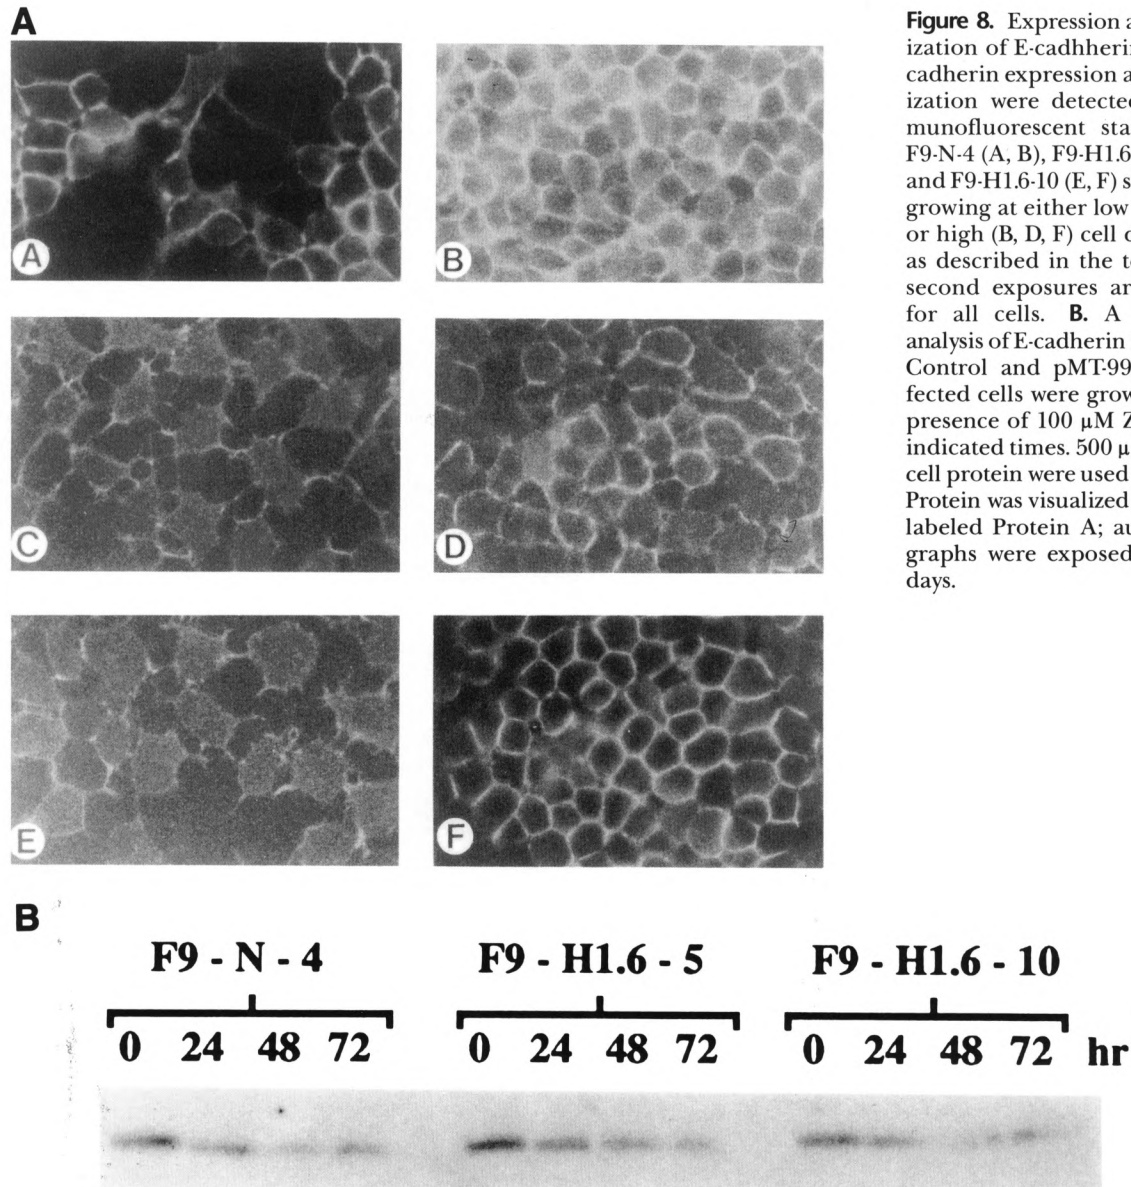 A
A
B
C
D
E
F
Figure 8. Expression a
ization of E-cadhherin
cadherin expression a
ization were detected
munofluorescent sta
F9-N-4 (A, B), F9-H1.6
and F9-H1.6-10 (E, F) s
growing at either low
or high (B, D, F) cell c
as described in the te
second exposures ar
for all cells. B. A
analysis of E-cadherin
Control and pMT-99
fected cells were grow
presence of 100 µM Z
indicated times. 500 µ
cell protein were used
Protein was visualized
labeled Protein A; au
graphs were exposed
days.
B
F9 - N - 4 F9 - H1.6 - 5 F9 - H1.6 - 10
0 24 48 72 0 24 48 72 0 24 48 72 hr